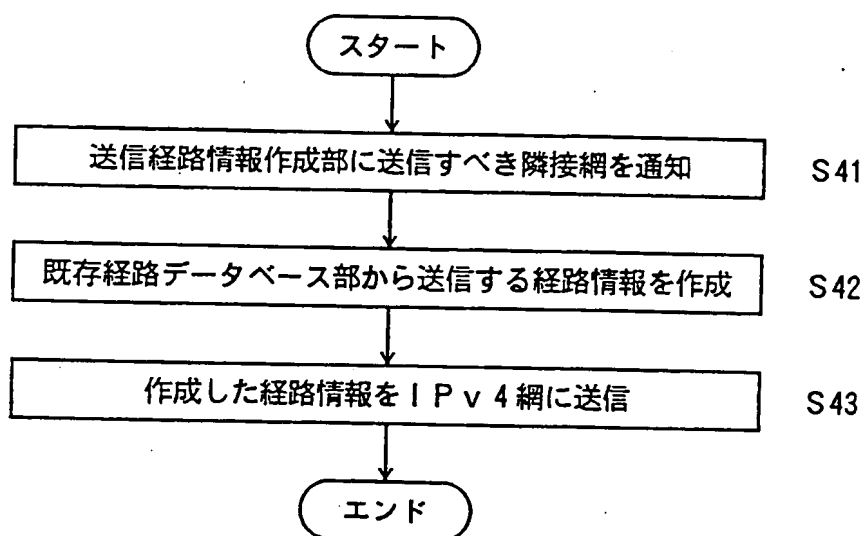 スタート
送信経路情報作成部に送信すべき隣接網を通知 S41
既存経路データベース部から送信する経路情報を作成 S42
作成した経路情報をIPv4網に送信 S43
エンド